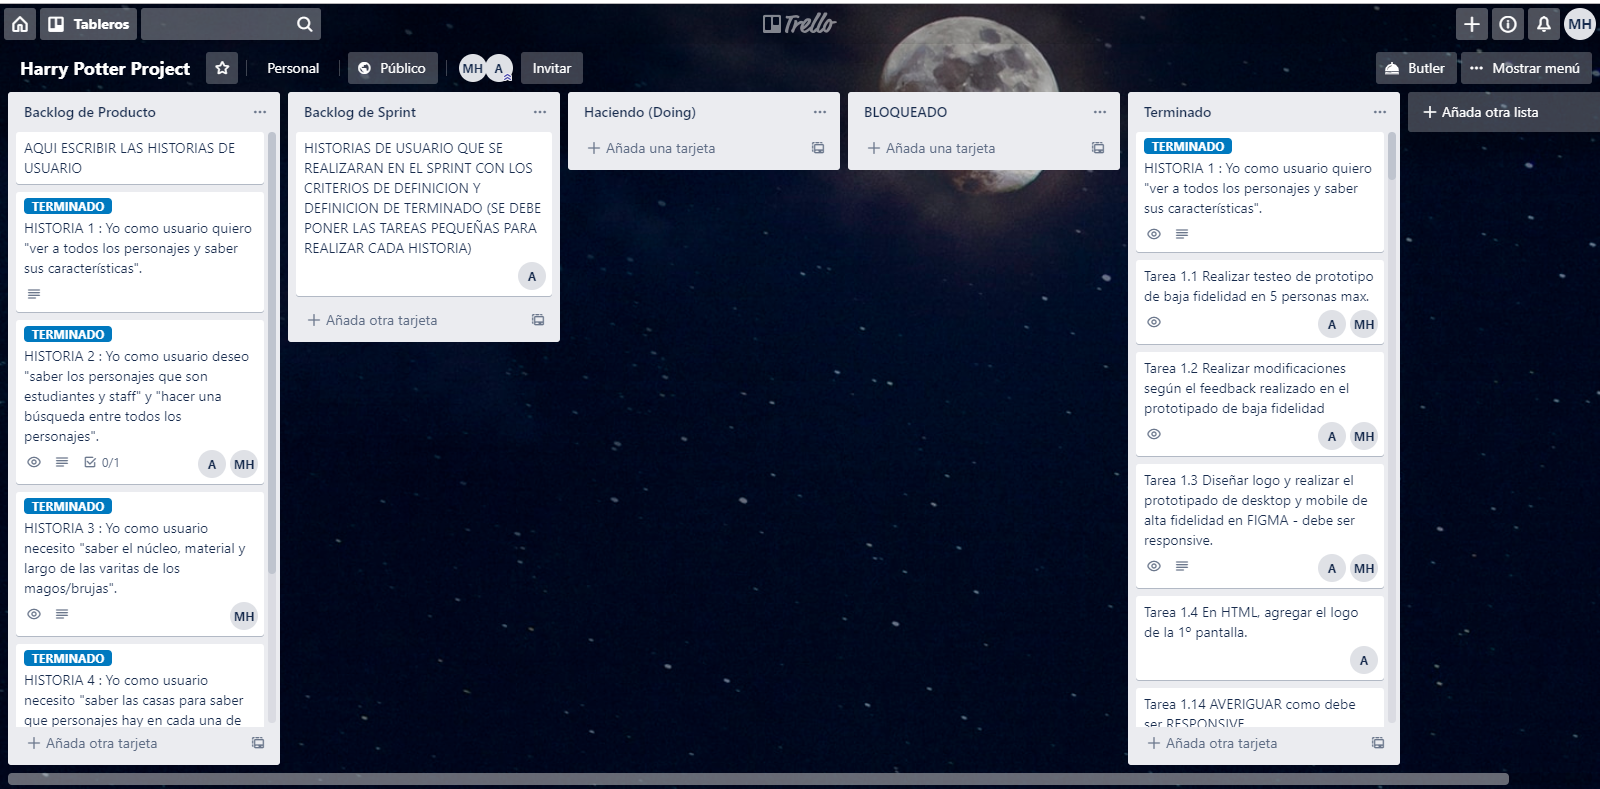 Tableros
Trello
MH
Harry Potter Project
Personal
Público
MH
A
Invitar
Butler
Mostrar menú
Backlog de Producto
AQUI ESCRIBIR LAS HISTORIAS DE
USUARIO
TERMINADO
HISTORIA 1 : Yo como usuario quiero
"ver a todos los personajes y saber
sus características".
TERMINADO
HISTORIA 2 : Yo como usuario deseo
"saber los personajes que son
estudiantes y staff" y "hacer una
búsqueda entre todos los
personajes".
0/1
A
MH
TERMINADO
HISTORIA 3 : Yo como usuario
necesito "saber el núcleo, material y
largo de las varitas de los
magos/brujas".
MH
TERMINADO
HISTORIA 4 : Yo como usuario
necesito "saber las casas para saber
que personajes hay en cada una de
Añada otra tarjeta
Backlog de Sprint
HISTORIAS DE USUARIO QUE SE
REALIZARAN EN EL SPRINT CON LOS
CRITERIOS DE DEFINICION Y
DEFINICION DE TERMINADO (SE DEBE
PONER LAS TAREAS PEQUEÑAS PARA
REALIZAR CADA HISTORIA)
A
Añada otra tarjeta
Haciendo (Doing)
Añada una tarjeta
BLOQUEADO
Añada una tarjeta
Terminado
TERMINADO
HISTORIA 1 : Yo como usuario quiero
"ver a todos los personajes y saber
sus características".
Tarea 1.1 Realizar testeo de prototipo
de baja fidelidad en 5 personas max.
A
MH
Tarea 1.2 Realizar modificaciones
según el feedback realizado en el
prototipado de baja fidelidad
A
MH
Tarea 1.3 Diseñar logo y realizar el
prototipado de desktop y mobile de
alta fidelidad en FIGMA - debe ser
responsive.
A
MH
Tarea 1.4 En HTML, agregar el logo
de la 1º pantalla.
A
Tarea 1.14 AVERIGUAR como debe
ser RESPONSIVE
Añada otra tarjeta
Añada otra lista